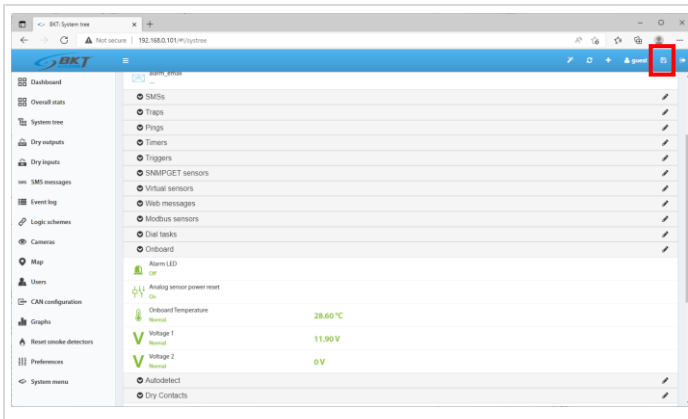 BKT: System tree
Not secure | 192.168.0.101/#!/systree
BKT
guest
Dashboard
Overall stats
System tree
Dry outputs
Dry inputs
SMS messages
Event log
Logic schemes
Cameras
Map
Users
CAN configuration
Graphs
Reset smoke detectors
Preferences
System menu
alarm_email
---
SMSs
Traps
Pings
Timers
Triggers
SNMPGET sensors
Virtual sensors
Web messages
Modbus sensors
Dial tasks
Onboard
Alarm LED
Off
Analog sensor power reset
On
Onboard Temperature
Normal
28.60 °C
Voltage 1
Normal
11.90 V
Voltage 2
Normal
0 V
Autodetect
Dry Contacts